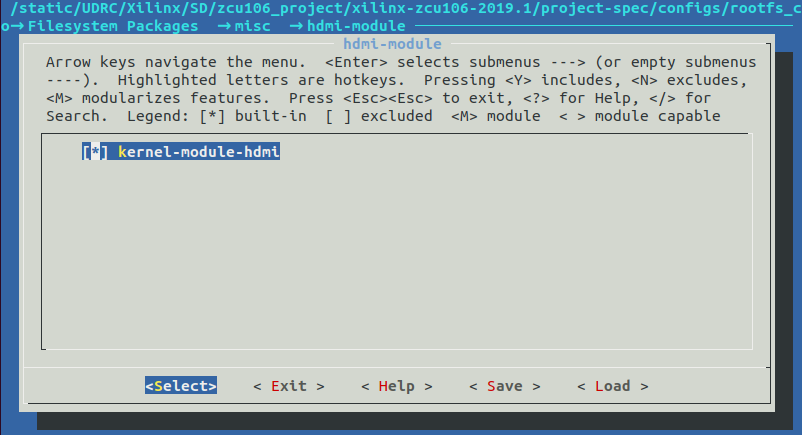 /static/UDRC/Xilinx/SD/zcu106_project/xilinx-zcu106-2019.1/project-spec/configs/rootfs_c
o→Filesystem Packages →misc →hdmi-module
hdmi-module
Arrow keys navigate the menu. <Enter> selects submenus ---> (or empty submenus
----). Highlighted letters are hotkeys. Pressing <Y> includes, <N> excludes,
<M> modularizes features. Press <Esc><Esc> to exit, <?> for Help, </> for
Search. Legend: [*] built-in [ ] excluded <M> module < > module capable
[*] kernel-module-hdmi
<Select> < Exit > < Help > < Save > < Load >